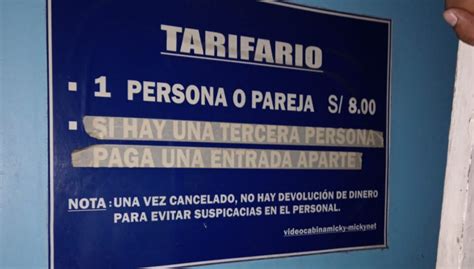 TARIFARIO
▪ 1 PERSONA O PAREJA S/ 8.00
▪ SI HAY UNA TERCERA PERSONA
PAGA UNA ENTRADA APARTE
NOTA : UNA VEZ CANCELADO, NO HAY DEVOLUCIÓN DE DINERO
PARA EVITAR SUSPICACIAS EN EL PERSONAL.
videocabinamicky-mickynet